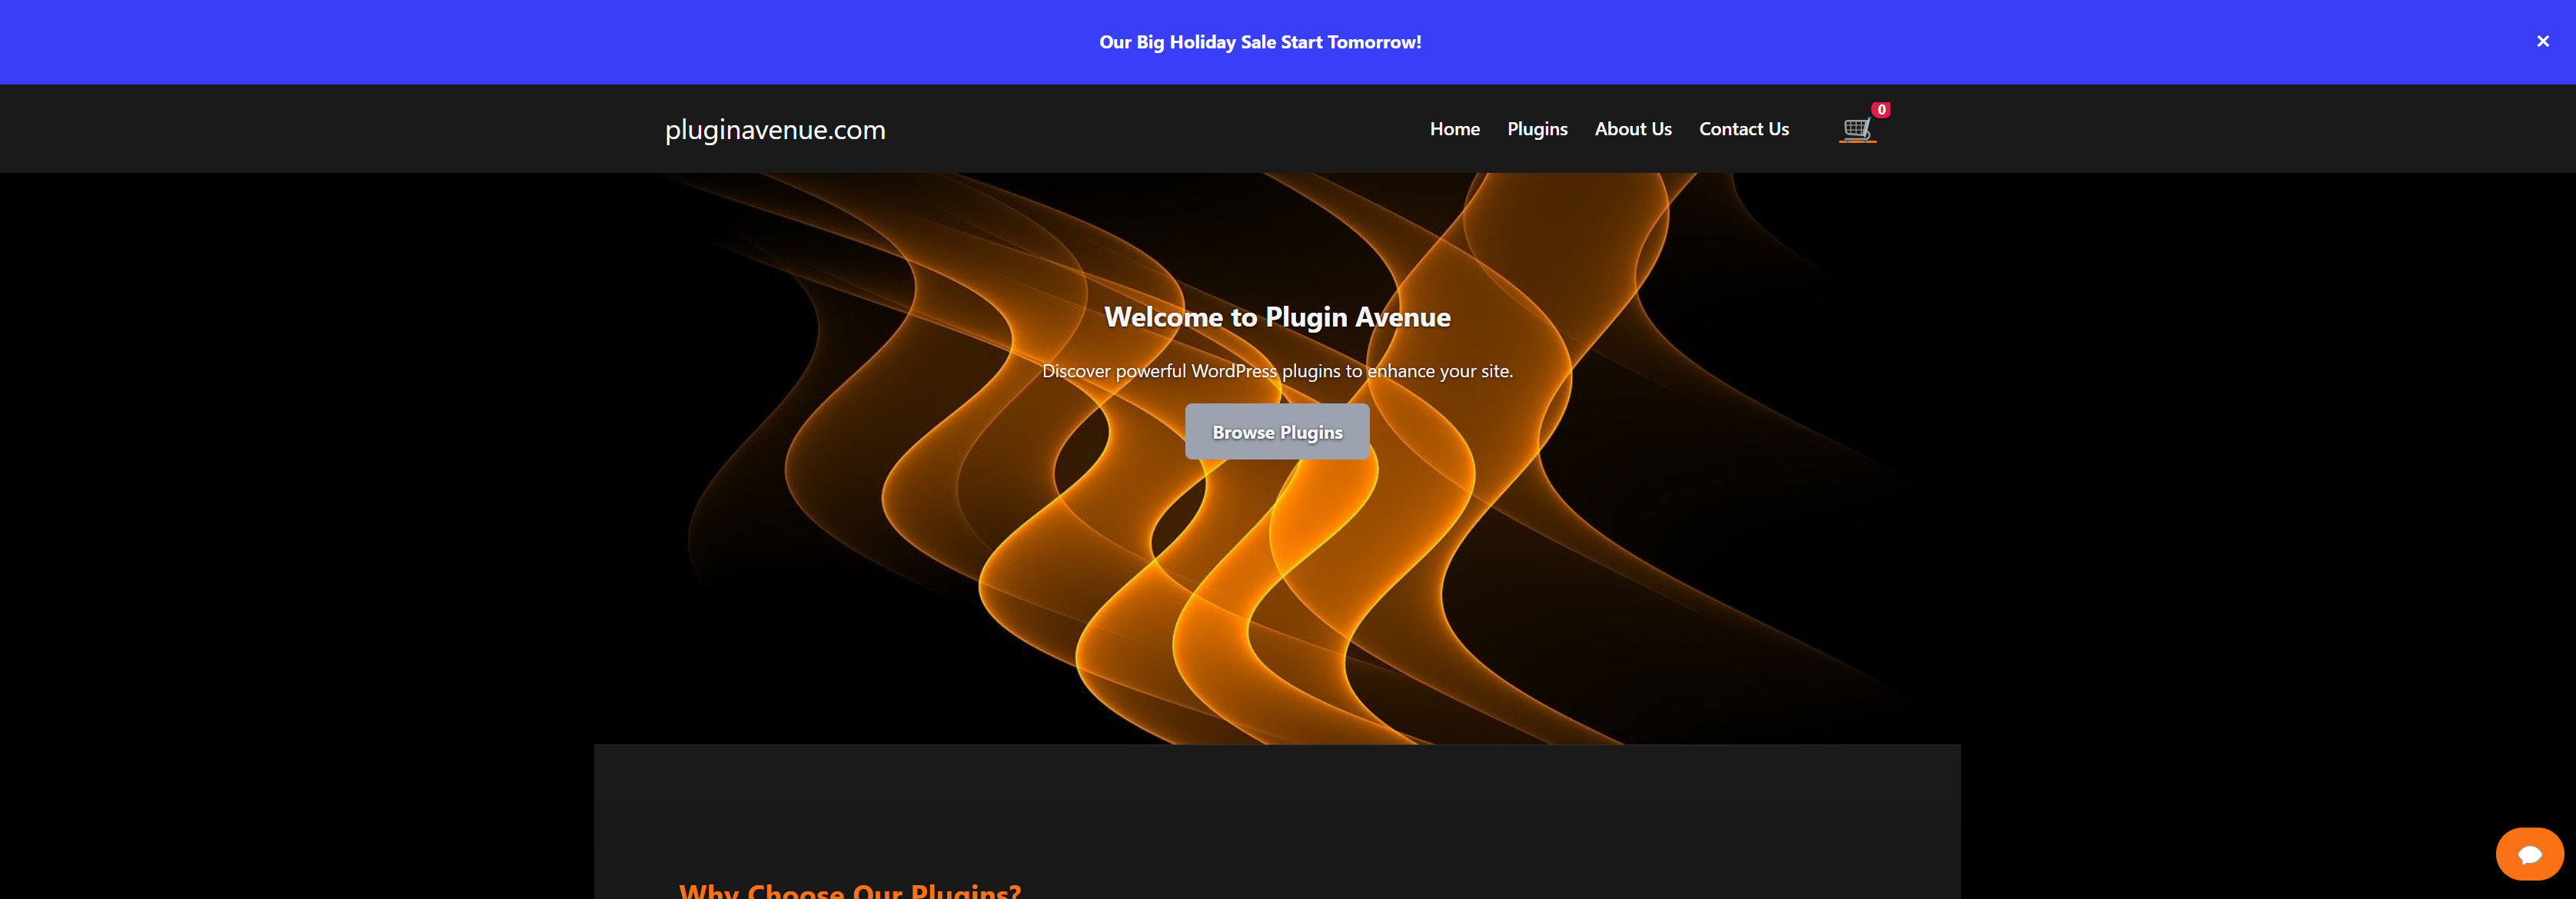 Our Big Holiday Sale Start Tomorrow!
×
pluginavenue.com
Home Plugins About Us Contact Us 0
Welcome to Plugin Avenue
Discover powerful WordPress plugins to enhance your site.
Browse Plugins
Why Choose Our Plugins?